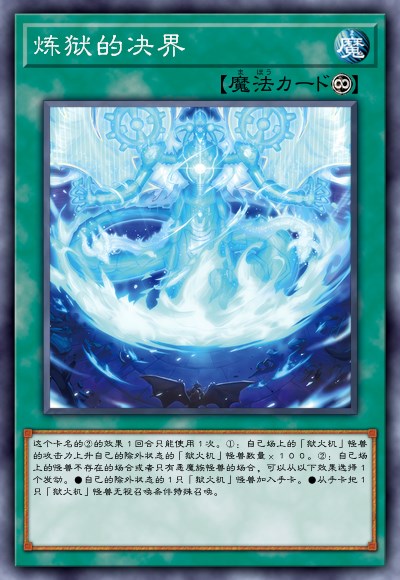 炼狱的决界
魔
【魔法カード】
まほう
这个卡名的②的效果1回合只能使用1次。①：自己场上的「狱火机」怪兽
的攻击力上升自己的除外状态的「狱火机」怪兽数量×100。②：自己场
上的怪兽不存在的场合或者只有恶魔族怪兽的场合，可以从以下效果选择1
个发动。●自己的除外状态的1只「狱火机」怪兽加入手卡。●从手卡把1
只「狱火机」怪兽无视召唤条件特殊召唤。